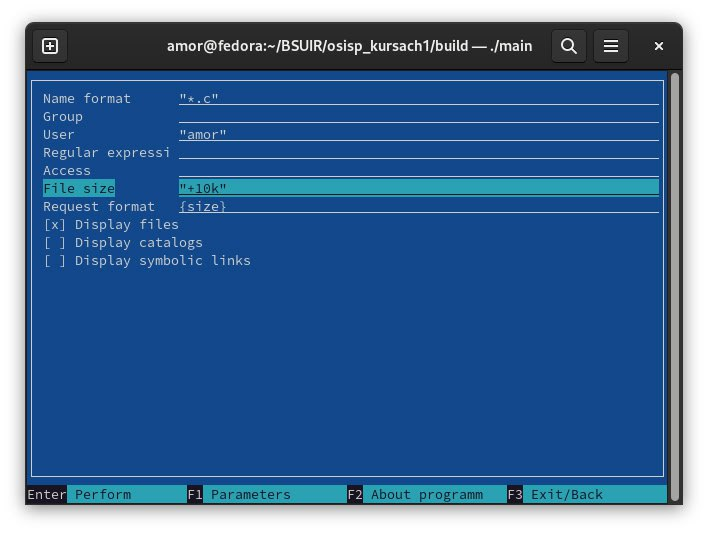 amor@fedora:~/BSUIR/osisp_kursach1/build — ./main
Name format "*.c"
Group
User "amor"
Regular expressi
Access
File size "+10k"
Request format {size}
[x] Display files
[ ] Display catalogs
[ ] Display symbolic links
Enter Perform F1 Parameters F2 About programm F3 Exit/Back